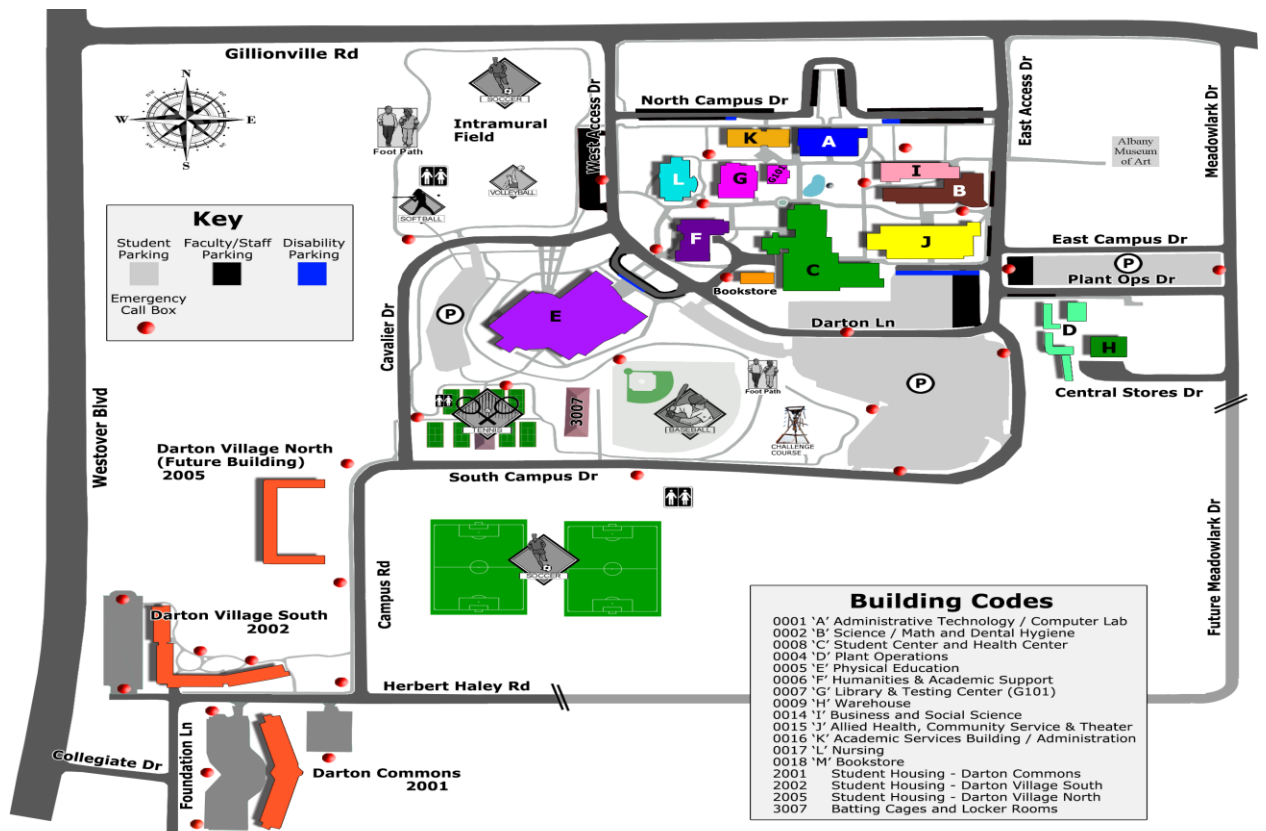 Gillionville Rd
N
W
E
S
SOCCER
Intramural
Field
Foot Path
VOLLEYBALL
SOFTBALL
West Access Dr
North Campus Dr
East Access Dr
Meadowlark Dr
Albany
Museum
of Art
K
A
I
B
L
G
G101
F
C
J
Bookstore
East Campus Dr
P
Plant Ops Dr
D
H
Central Stores Dr
Darton Ln
P
Key
Student
Parking
Faculty/Staff
Parking
Disability
Parking
Emergency
Call Box
Westover Blvd
Cavalier Dr
P
E
TENNIS
3007
BASEBALL
Foot Path
CHALLENGE
COURSE
Darton Village North
(Future Building)
2005
South Campus Dr
SOCCER
Campus Rd
Future Meadowlark Dr
Darton Village South
2002
Herbert Haley Rd
Collegiate Dr
Foundation Ln
Darton Commons
2001
Building Codes
0001 'A' Administrative Technology / Computer Lab
0002 'B' Science / Math and Dental Hygiene
0008 'C' Student Center and Health Center
0004 'D' Plant Operations
0005 'E' Physical Education
0006 'F' Humanities & Academic Support
0007 'G' Library & Testing Center (G101)
0009 'H' Warehouse
0014 'I' Business and Social Science
0015 'J' Allied Health, Community Service & Theater
0016 'K' Academic Services Building / Administration
0017 'L' Nursing
0018 'M' Bookstore
2001 Student Housing - Darton Commons
2002 Student Housing - Darton Village South
2005 Student Housing - Darton Village North
3007 Batting Cages and Locker Rooms